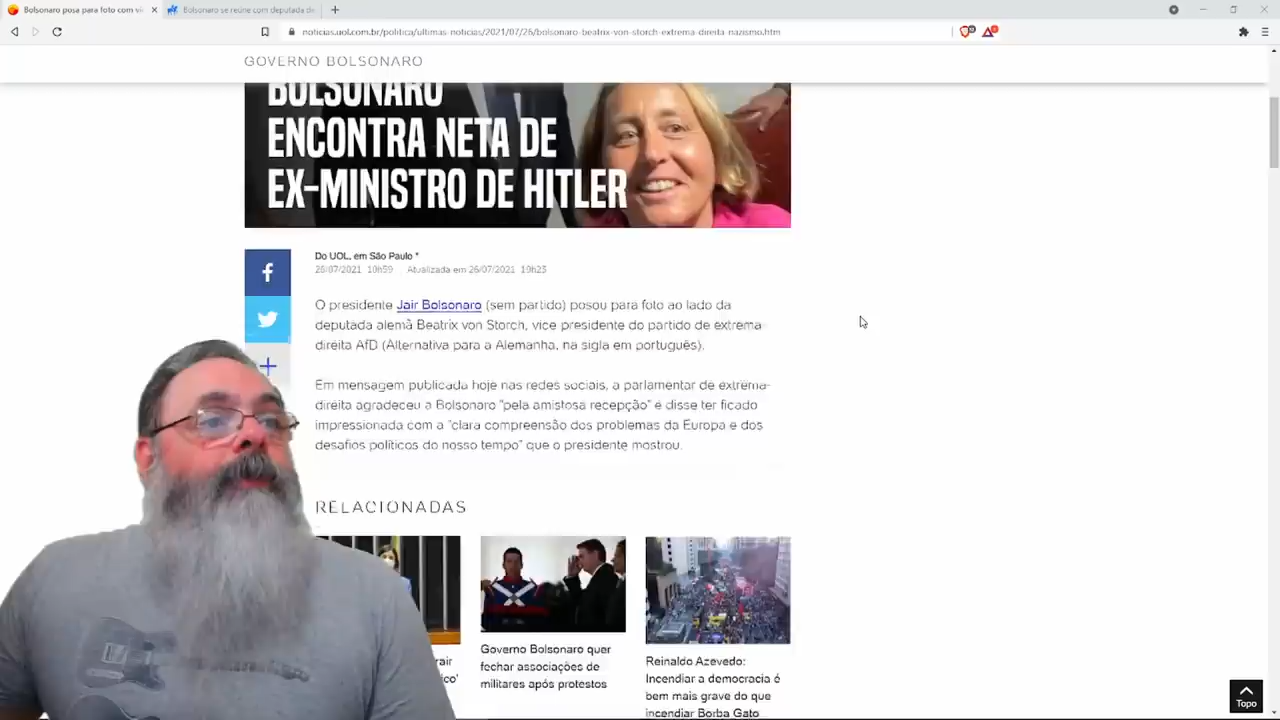 Bolsonaro posa para foto com vi
Bolsonaro se reúne com deputada de
noticias.uol.com.br/politica/ultimas-noticias/2021/07/26/bolsonaro-beatrix-von-storch-extrema-direita-nazismo.htm
GOVERNO BOLSONARO
BOLSONARO
ENCONTRA NETA DE
EX-MINISTRO DE HITLER
Do UOL, em São Paulo *
26/07/2021 10h59 Atualizada em 26/07/2021 19h23
O presidente Jair Bolsonaro (sem partido) posou para foto ao lado da
deputada alemã Beatrix von Storch, vice presidente do partido de extrema-
direita AfD (Alternativa para a Alemanha, na sigla em português).
Em mensagem publicada hoje nas redes sociais, a parlamentar de extrema-
direita agradeceu a Bolsonaro "pela amistosa recepção" e disse ter ficado
impressionada com a "clara compreensão dos problemas da Europa e dos
desafios políticos do nosso tempo" que o presidente mostrou.
RELACIONADAS
Governo Bolsonaro quer
fechar associações de
militares após protestos
Reinaldo Azevedo:
Incendiar a democracia é
bem mais grave do que
incendiar Borba Gato
Topo